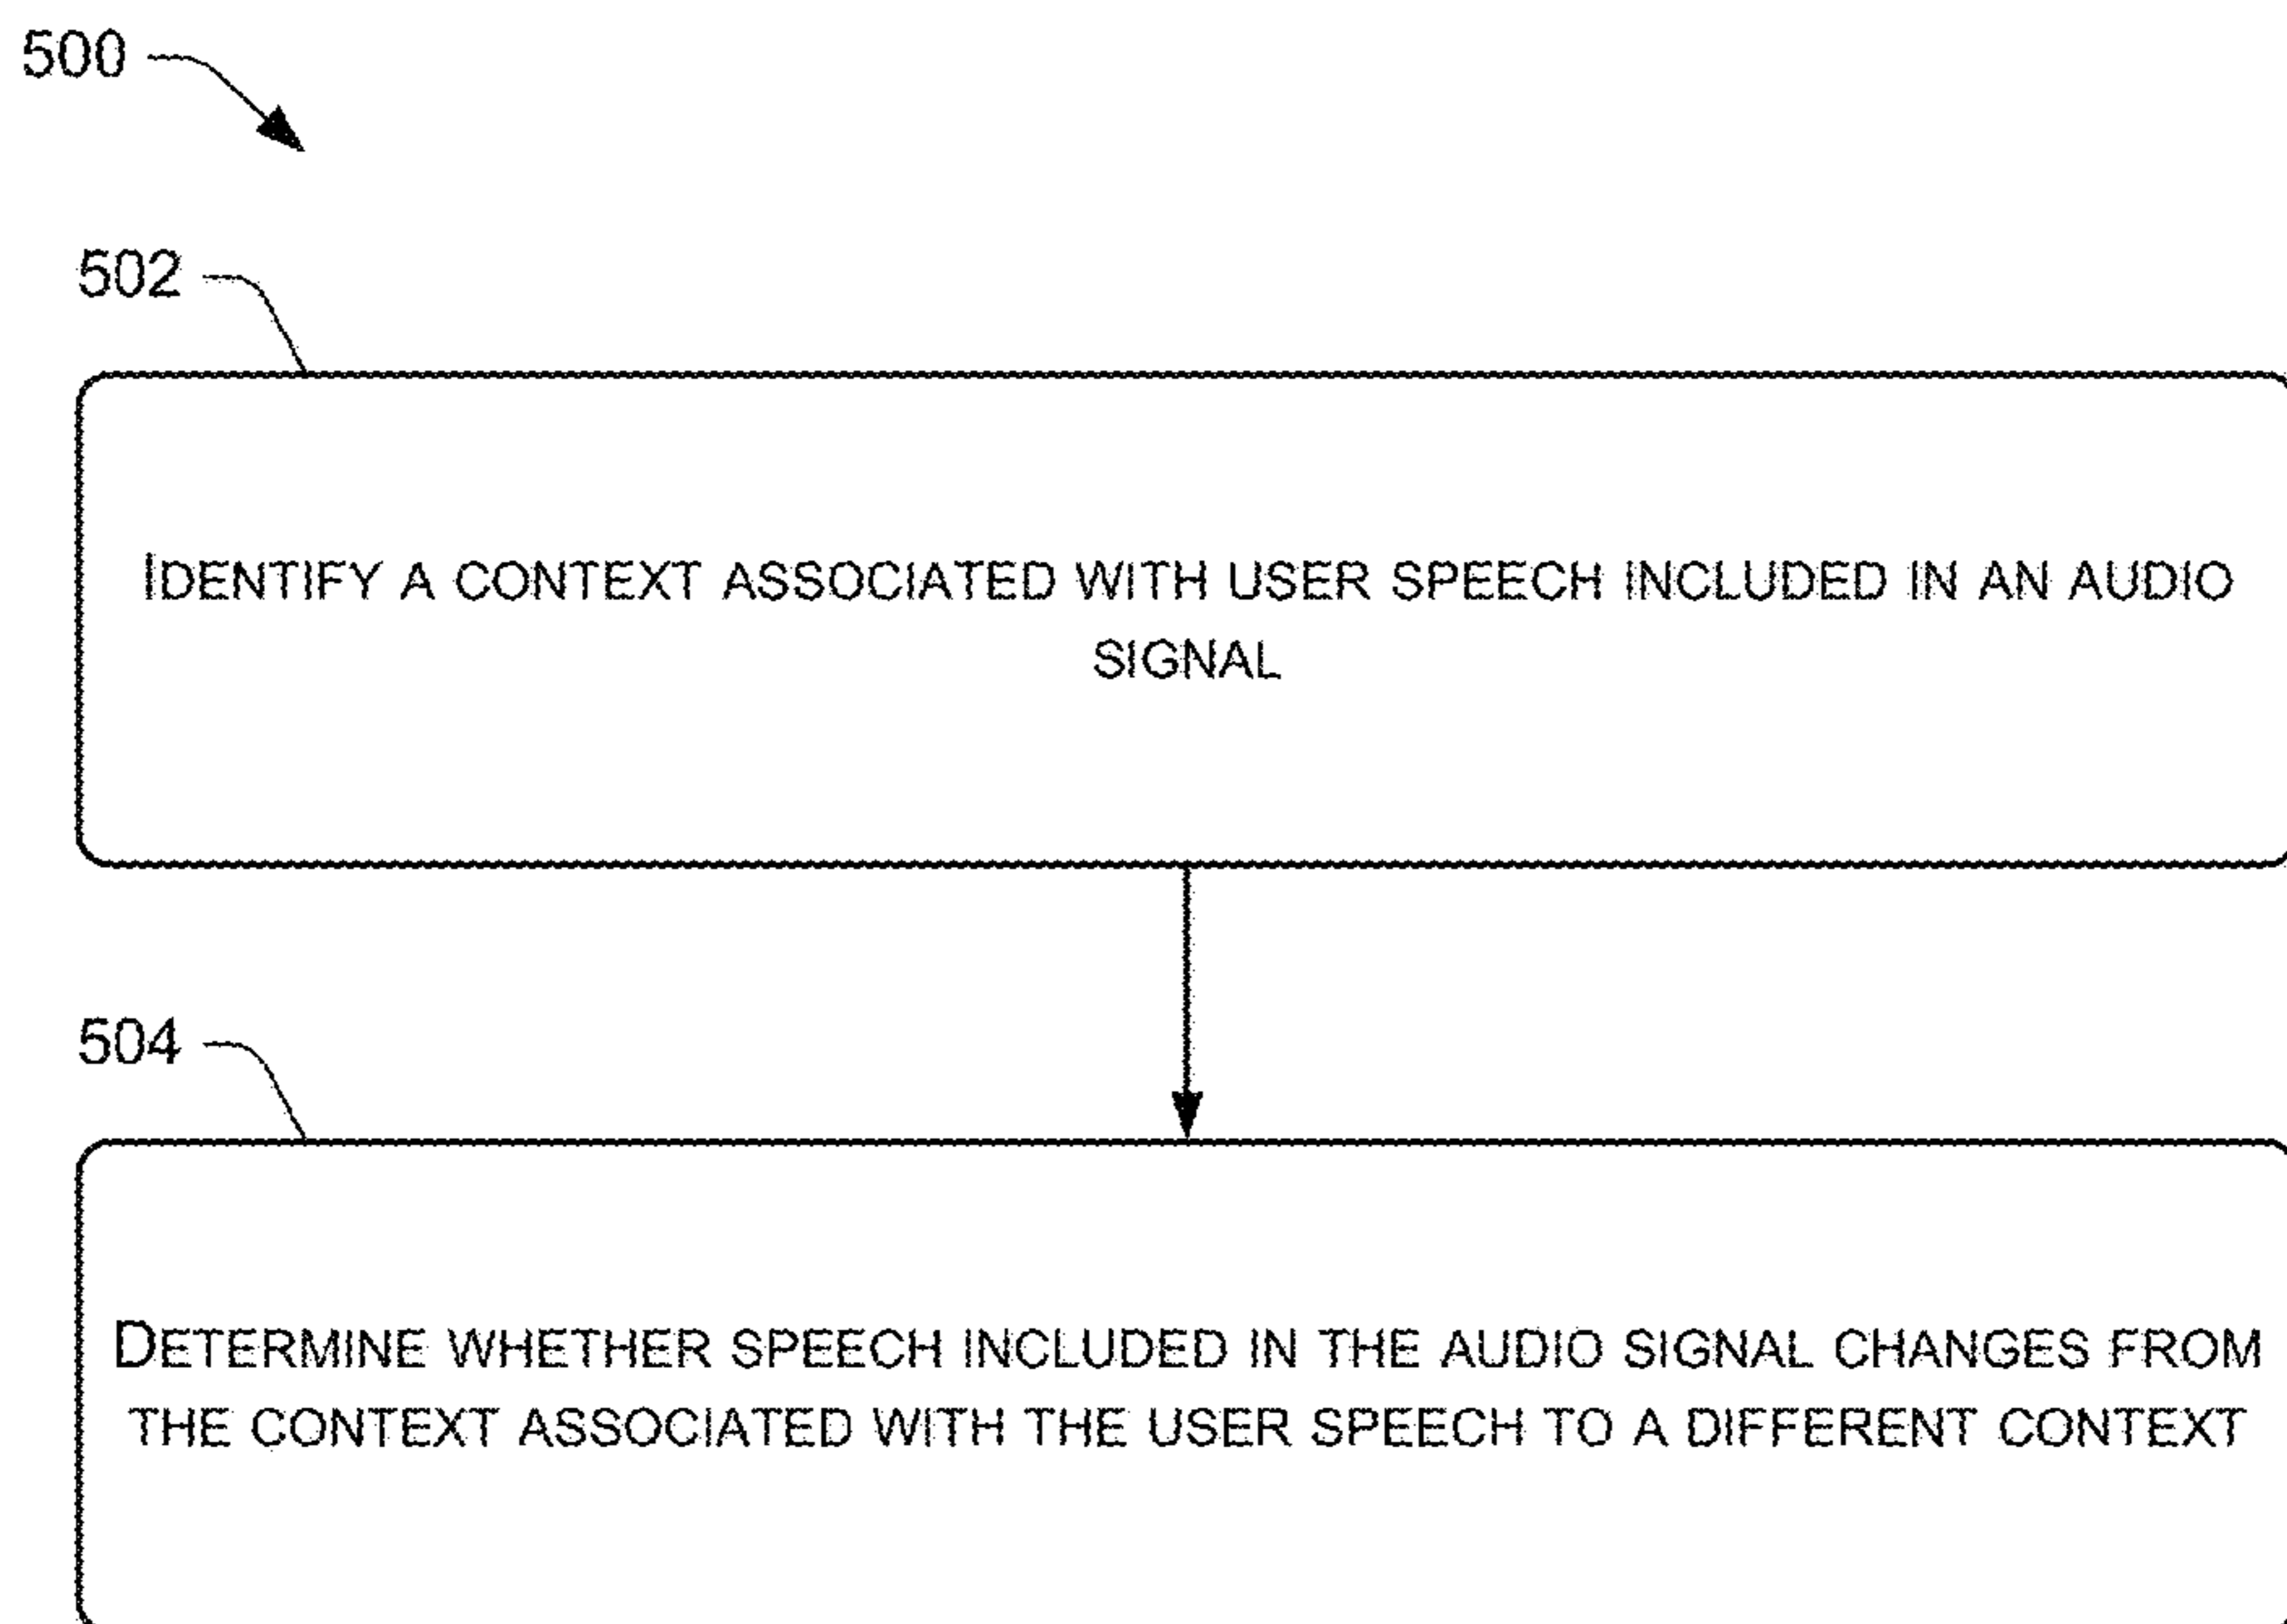 500
502
IDENTIFY A CONTEXT ASSOCIATED WITH USER SPEECH INCLUDED IN AN AUDIO
SIGNAL
504
DETERMINE WHETHER SPEECH INCLUDED IN THE AUDIO SIGNAL CHANGES FROM
THE CONTEXT ASSOCIATED WITH THE USER SPEECH TO A DIFFERENT CONTEXT